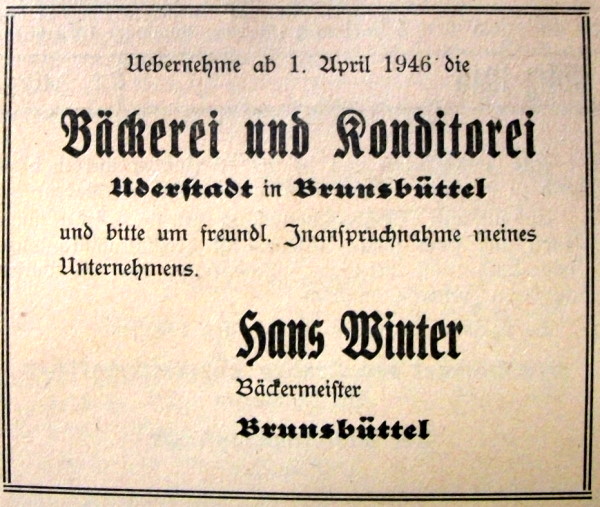 Uebernehme ab 1. April 1946 die
Bäckerei und Konditorei
Uderſtadt in Brunsbüttel
und bitte um freundl. Inanſpruchnahme meines
Unternehmens.
Hans Winter
Bäckermeiſter
Brunsbüttel